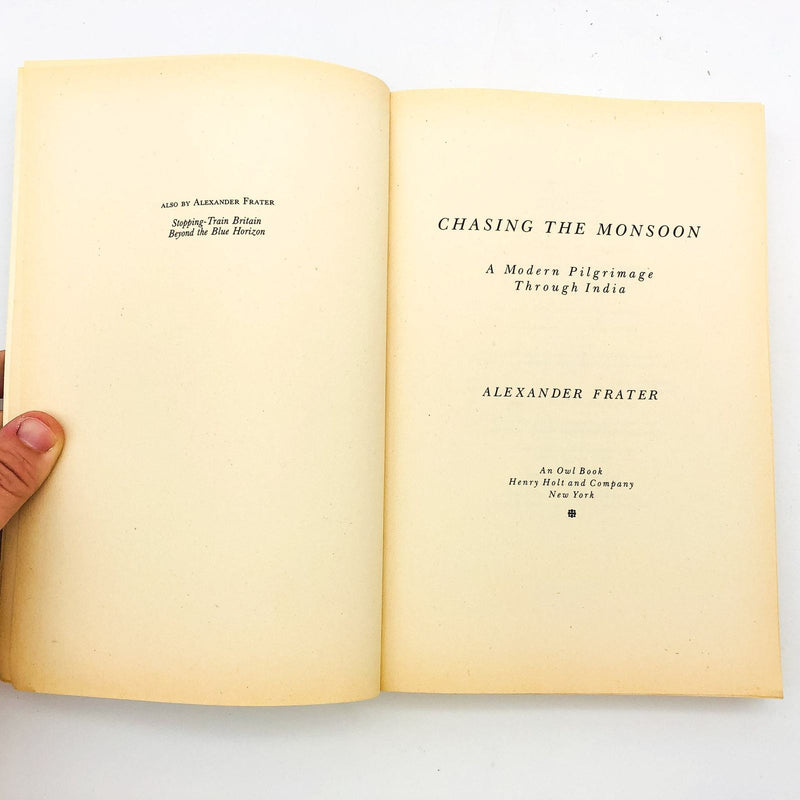 ALSO BY ALEXANDER FRATER
Stopping-Train Britain
Beyond the Blue Horizon
CHASING THE MONSOON
A Modern Pilgrimage
Through India
ALEXANDER FRATER
An Owl Book
Henry Holt and Company
New York